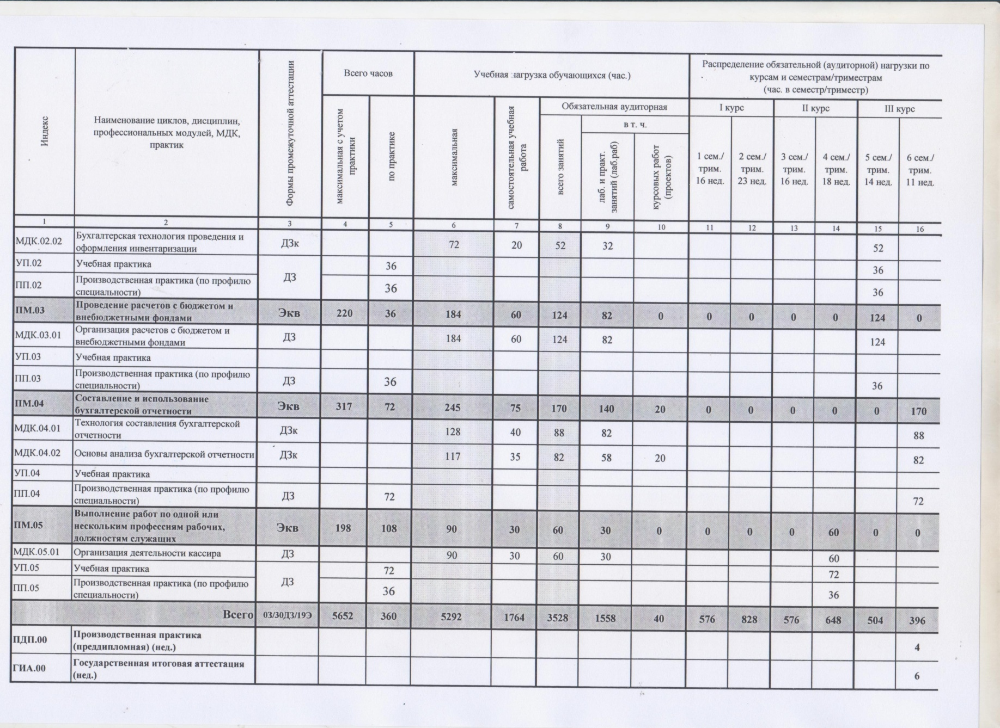 Индекс
Наименование циклов, дисциплин,
профессиональных модулей, МДК,
практик
Формы промежуточной аттестации
Всего часов
максимальная с учетом
практики
по практике
Учебная нагрузка обучающихся (час.)
максимальная
самостоятельная учебная
работа
Обязательная аудиторная
всего занятий
в т. ч.
лаб. и практ.
занятий (лаб.раб)
курсовых работ
(проектов)
Распределение обязательной (аудиторной) нагрузки по
курсам и семестрам/триместрам
(час. в семестр/триместр)
I курс II курс III курс
1 сем./ 2 сем./ 3 сем./ 4 сем./ 5 сем./ 6 сем./
трим. трим. трим. трим. трим. трим.
16 нед. 23 нед. 16 нед. 18 нед. 14 нед. 11 нед.
1 2 3 4 5 6 7 8 9 10 11 12 13 14 15 16
МДК.02.02 Бухгалтерская технология проведения и
оформления инвентаризации ДЗк 72 20 52 32 52
УП.02 Учебная практика 36 36
ДЗ
ПП.02 Производственная практика (по профилю
специальности) 36 36
ПМ.03 Проведение расчетов с бюджетом и
внебюджетными фондами Экв 220 36 184 60 124 82 0 0 0 0 0 124 0
МДК.03.01 Организация расчетов с бюджетом и
внебюджетными фондами ДЗ 184 60 124 82 124
УП.03 Учебная практика
ПП.03 Производственная практика (по профилю
специальности) ДЗ 36 36
ПМ.04 Составление и использование
бухгалтерской отчетности Экв 317 72 245 75 170 140 20 0 0 0 0 0 170
МДК.04.01 Технология составления бухгалтерской
отчетности ДЗк 128 40 88 82 88
МДК.04.02 Основы анализа бухгалтерской отчетности ДЗк 117 35 82 58 20 82
УП.04 Учебная практика
ПП.04 Производственная практика (по профилю
специальности) ДЗ 72 72
ПМ.05 Выполнение работ по одной или
нескольким профессиям рабочих,
должностям служащих Экв 198 108 90 30 60 30 0 0 0 0 60 0 0
МДК.05.01 Организация деятельности кассира ДЗ 90 30 60 30 60
УП.05 Учебная практика 72 72
ДЗ
ПП.05 Производственная практика (по профилю
специальности) 36 36
Всего 03/30ДЗ/19Э 5652 360 5292 1764 3528 1558 40 576 828 576 648 504 396
ПДП.00 Производственная практика
(преддипломная) (нед.) 4
ГИА.00 Государственная итоговая аттестация
(нед.) 6